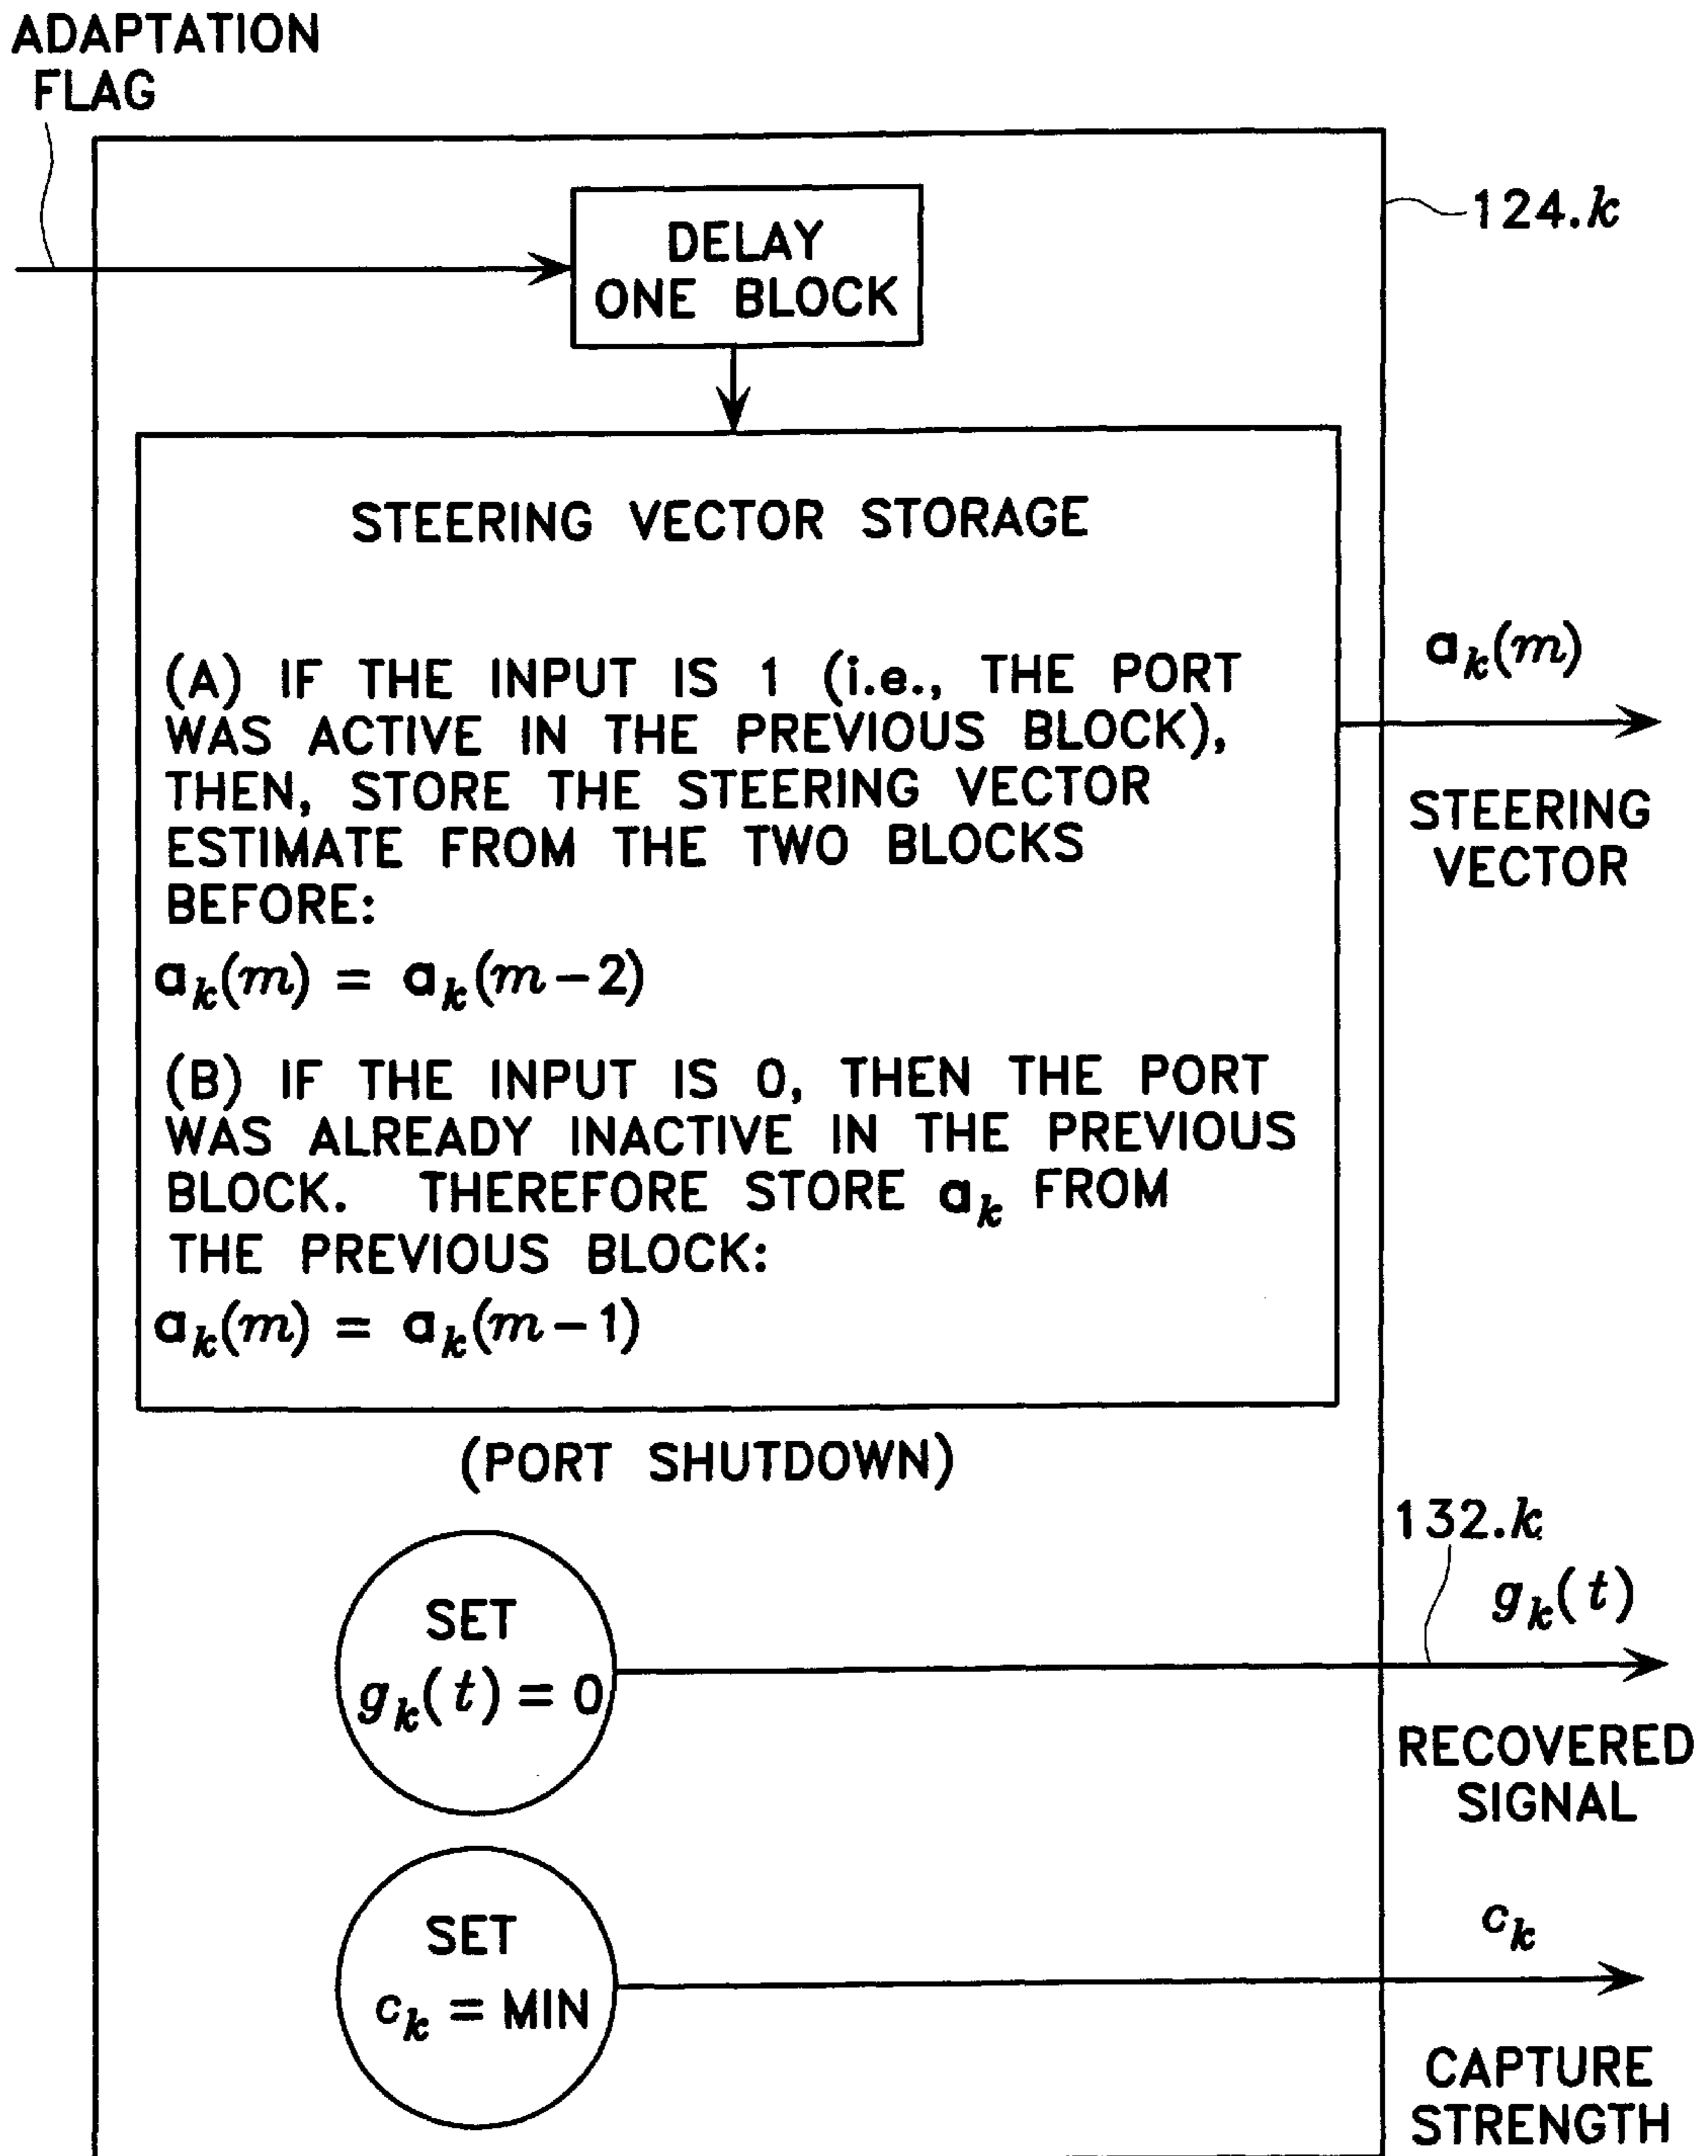 ADAPTATION
FLAG
124.k
DELAY
ONE BLOCK
STEERING VECTOR STORAGE
(A) IF THE INPUT IS 1 (i.e., THE PORT
WAS ACTIVE IN THE PREVIOUS BLOCK),
THEN, STORE THE STEERING VECTOR
ESTIMATE FROM THE TWO BLOCKS
BEFORE:
a_k(m) = a_k(m-2)
(B) IF THE INPUT IS 0, THEN THE PORT
WAS ALREADY INACTIVE IN THE PREVIOUS
BLOCK. THEREFORE STORE a_k FROM
THE PREVIOUS BLOCK:
a_k(m) = a_k(m-1)
a_k(m)
STEERING
VECTOR
(PORT SHUTDOWN)
132.k
SET
g_k(t) = 0
g_k(t)
RECOVERED
SIGNAL
SET
c_k = MIN
c_k
CAPTURE
STRENGTH